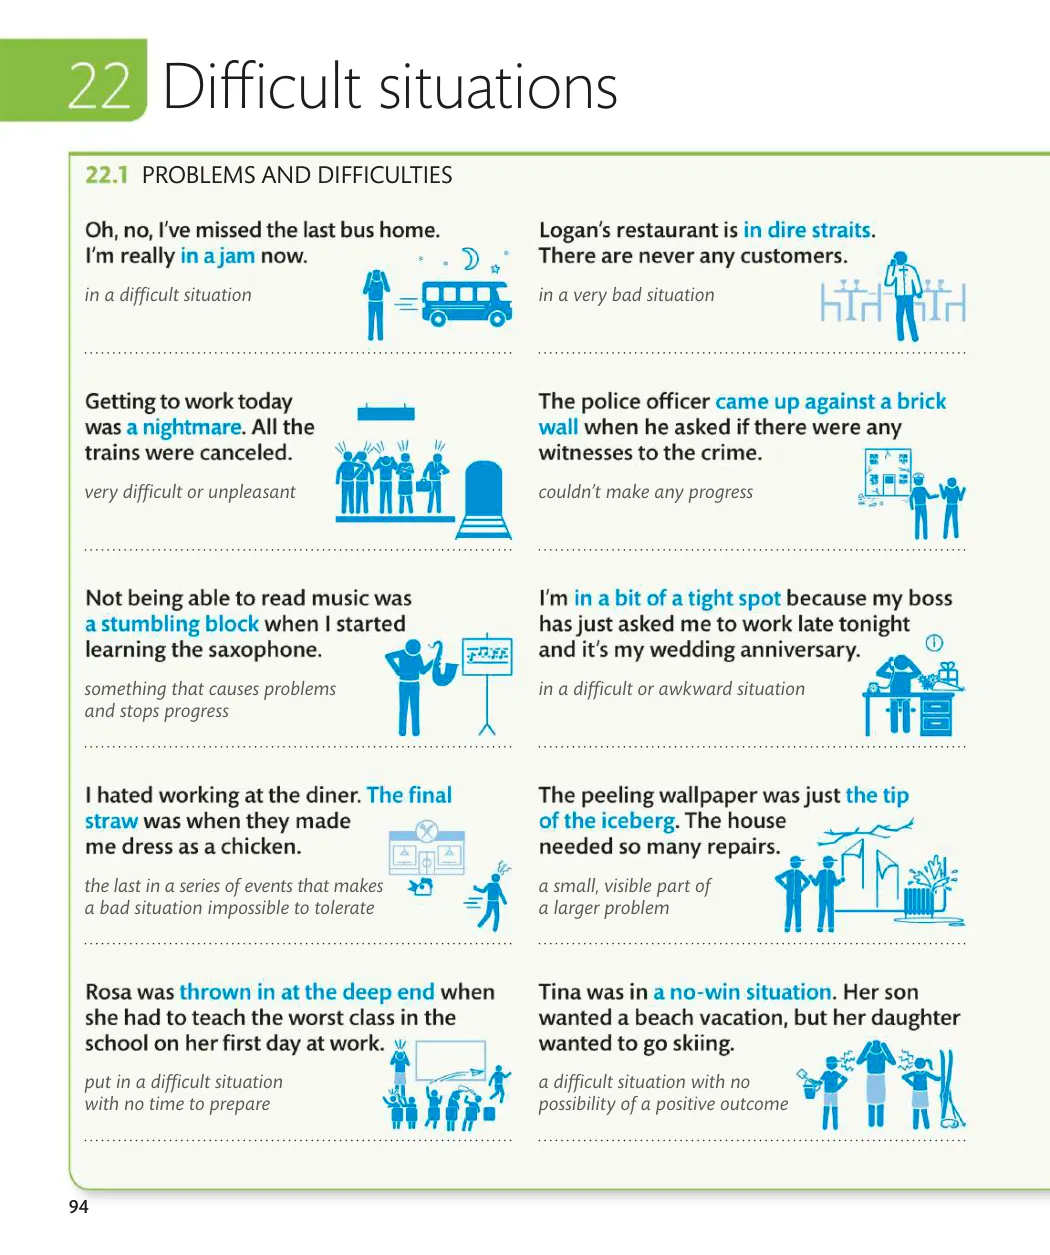 22 Difficult situations
22.1 PROBLEMS AND DIFFICULTIES
Oh, no, I've missed the last bus home.
I'm really in a jam now.
in a difficult situation
Logan's restaurant is in dire straits.
There are never any customers.
in a very bad situation
Getting to work today
was a nightmare. All the
trains were canceled.
very difficult or unpleasant
The police officer came up against a brick
wall when he asked if there were any
witnesses to the crime.
couldn't make any progress
Not being able to read music was
a stumbling block when I started
learning the saxophone.
something that causes problems
and stops progress
I'm in a bit of a tight spot because my boss
has just asked me to work late tonight
and it's my wedding anniversary.
in a difficult or awkward situation
I hated working at the diner. The final
straw was when they made
me dress as a chicken.
the last in a series of events that makes
a bad situation impossible to tolerate
The peeling wallpaper was just the tip
of the iceberg. The house
needed so many repairs.
a small, visible part of
a larger problem
Rosa was thrown in at the deep end when
she had to teach the worst class in the
school on her first day at work.
put in a difficult situation
with no time to prepare
Tina was in a no-win situation. Her son
wanted a beach vacation, but her daughter
wanted to go skiing.
a difficult situation with no
possibility of a positive outcome
94